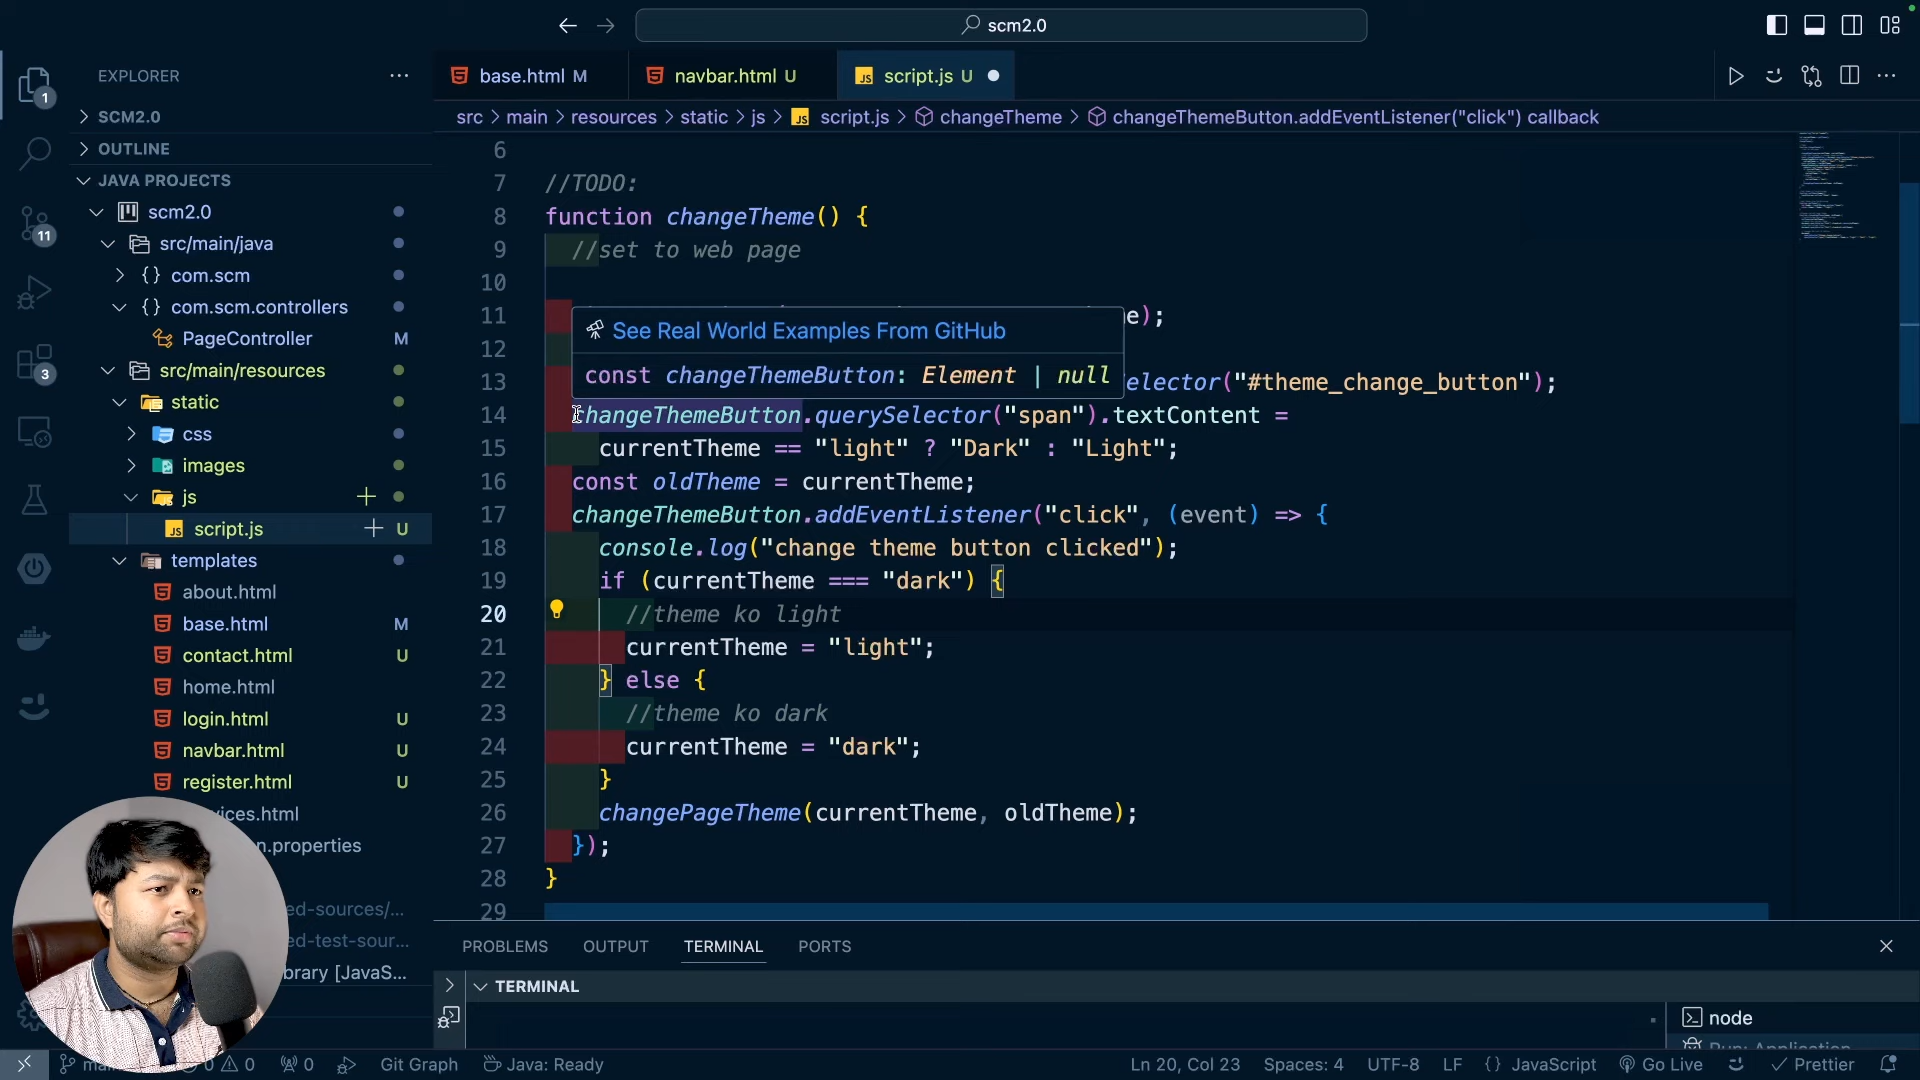 scm2.0
EXPLORER
SCM2.0
OUTLINE
JAVA PROJECTS
scm2.0
src/main/java
com.scm
com.scm.controllers
PageController M
src/main/resources
static
css
images
js
script.js U
templates
about.html
base.html M
contact.html U
home.html
login.html U
navbar.html U
register.html U
vices.html
n.properties
ed-sources/...
ed-test-sour...
brary [JavaS...
1
11
3
base.html M
navbar.html U
script.js U
src > main > resources > static > js > script.js > changeTheme > changeThemeButton.addEventListener("click") callback
6
7 //TODO:
8 function changeTheme() {
9 //set to web page
10
11 e);
See Real World Examples From GitHub
12
const changeThemeButton: Element | null
13 elector("#theme_change_button");
14 changeThemeButton.querySelector("span").textContent =
15 currentTheme == "light" ? "Dark" : "Light";
16 const oldTheme = currentTheme;
17 changeThemeButton.addEventListener("click", (event) => {
18 console.log("change theme button clicked");
19 if (currentTheme === "dark") {
20 //theme ko light
21 currentTheme = "light";
22 } else {
23 //theme ko dark
24 currentTheme = "dark";
25 }
26 changePageTheme(currentTheme, oldTheme);
27 });
28 }
29
PROBLEMS OUTPUT TERMINAL PORTS
TERMINAL
node
Run: Application
0 0 0 Git Graph Java: Ready Ln 20, Col 23 Spaces: 4 UTF-8 LF {} JavaScript Go Live Prettier